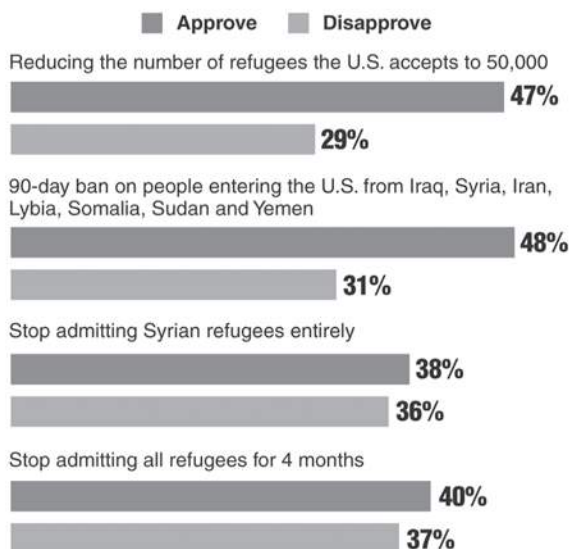 Approve Disapprove
Reducing the number of refugees the U.S. accepts to 50,000
47%
29%
90-day ban on people entering the U.S. from Iraq, Syria, Iran,
Lybia, Somalia, Sudan and Yemen
48%
31%
Stop admitting Syrian refugees entirely
38%
36%
Stop admitting all refugees for 4 months
40%
37%